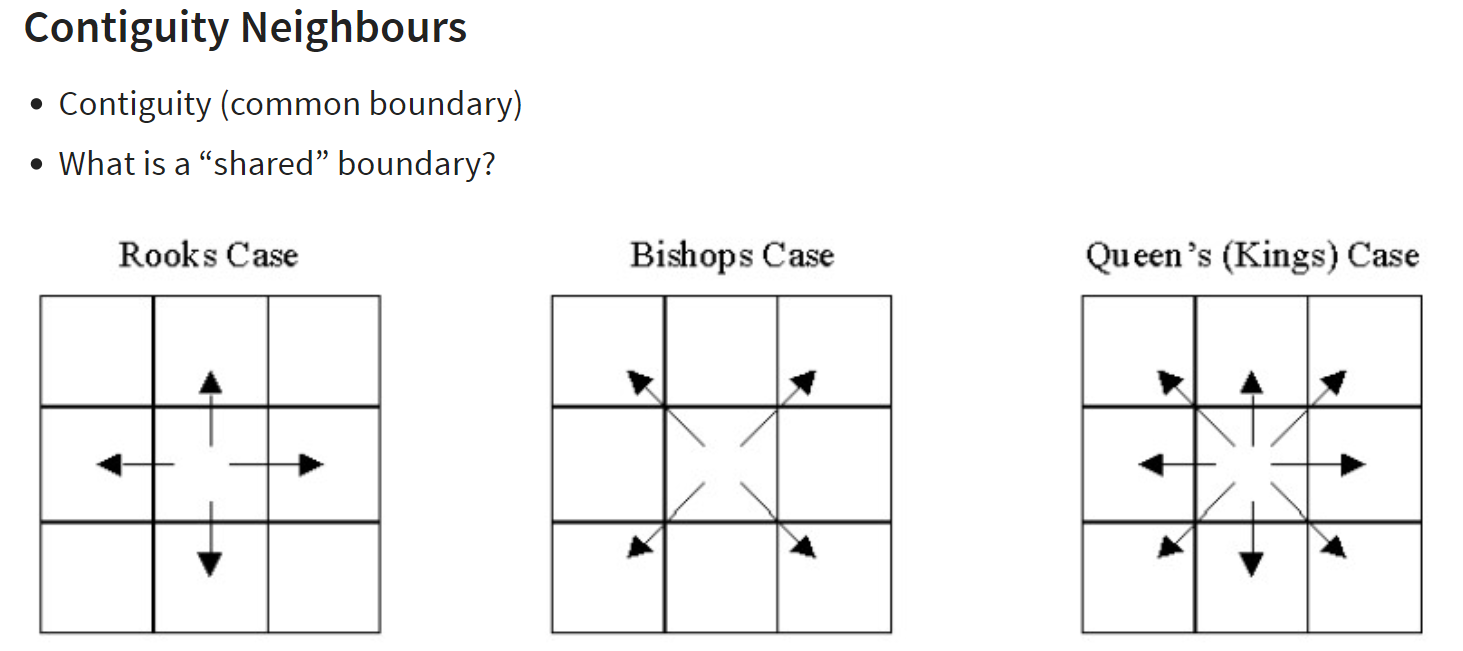 Contiguity Neighbours
• Contiguity (common boundary)
• What is a “shared” boundary?
Rooks Case
Bishops Case
Queen’s (Kings) Case